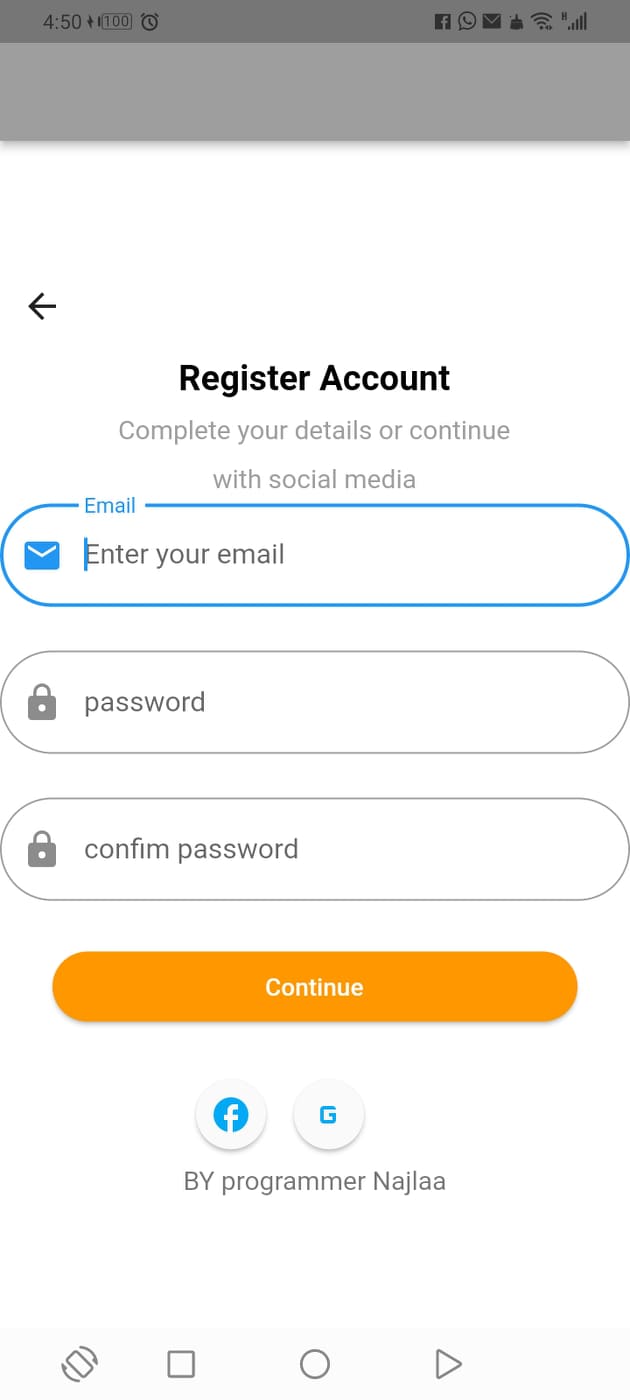 4:50 100 H
Register Account
Complete your details or continue
with social media
Email
Enter your email
password
confim password
Continue
G
BY programmer Najlaa